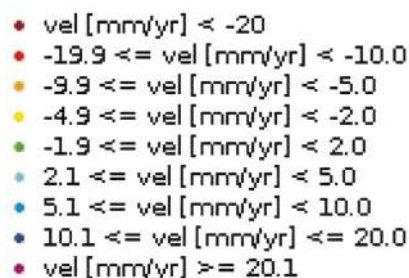 vel [mm/yr] < -20
-19.9 <= vel [mm/yr] < -10.0
-9.9 <= vel [mm/yr] < -5.0
-4.9 <= vel [mm/yr] < -2.0
-1.9 <= vel [mm/yr] < 2.0
2.1 <= vel [mm/yr] < 5.0
5.1 <= vel [mm/yr] < 10.0
10.1 <= vel [mm/yr] <= 20.0
vel [mm/yr] >= 20.1